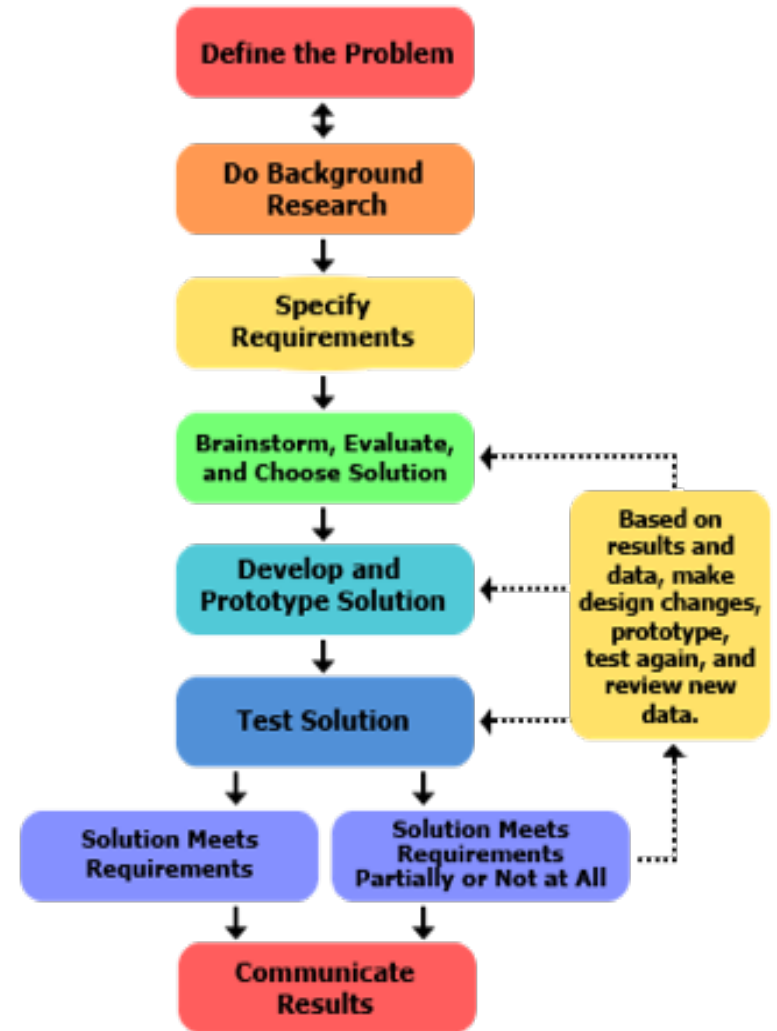 Define the Problem
Do Background
Research
Specify
Requirements
Brainstorm, Evaluate,
and Choose Solution
Develop and
Prototype Solution
Test Solution
Based on
results and
data, make
design changes,
prototype,
test again, and
review new
data.
Solution Meets
Requirements
Solution Meets
Requirements
Partially or Not at All
Communicate
Results